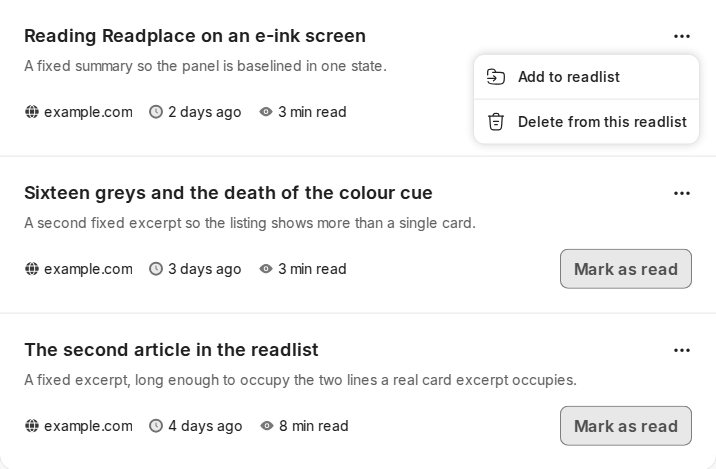 Reading Readplace on an e-ink screen
A fixed summary so the panel is baselined in one state.
example.com 2 days ago 3 min read
Add to readlist
Delete from this readlist
Sixteen greys and the death of the colour cue
A second fixed excerpt so the listing shows more than a single card.
example.com 3 days ago 3 min read
Mark as read
The second article in the readlist
A fixed excerpt, long enough to occupy the two lines a real card excerpt occupies.
example.com 4 days ago 8 min read
Mark as read